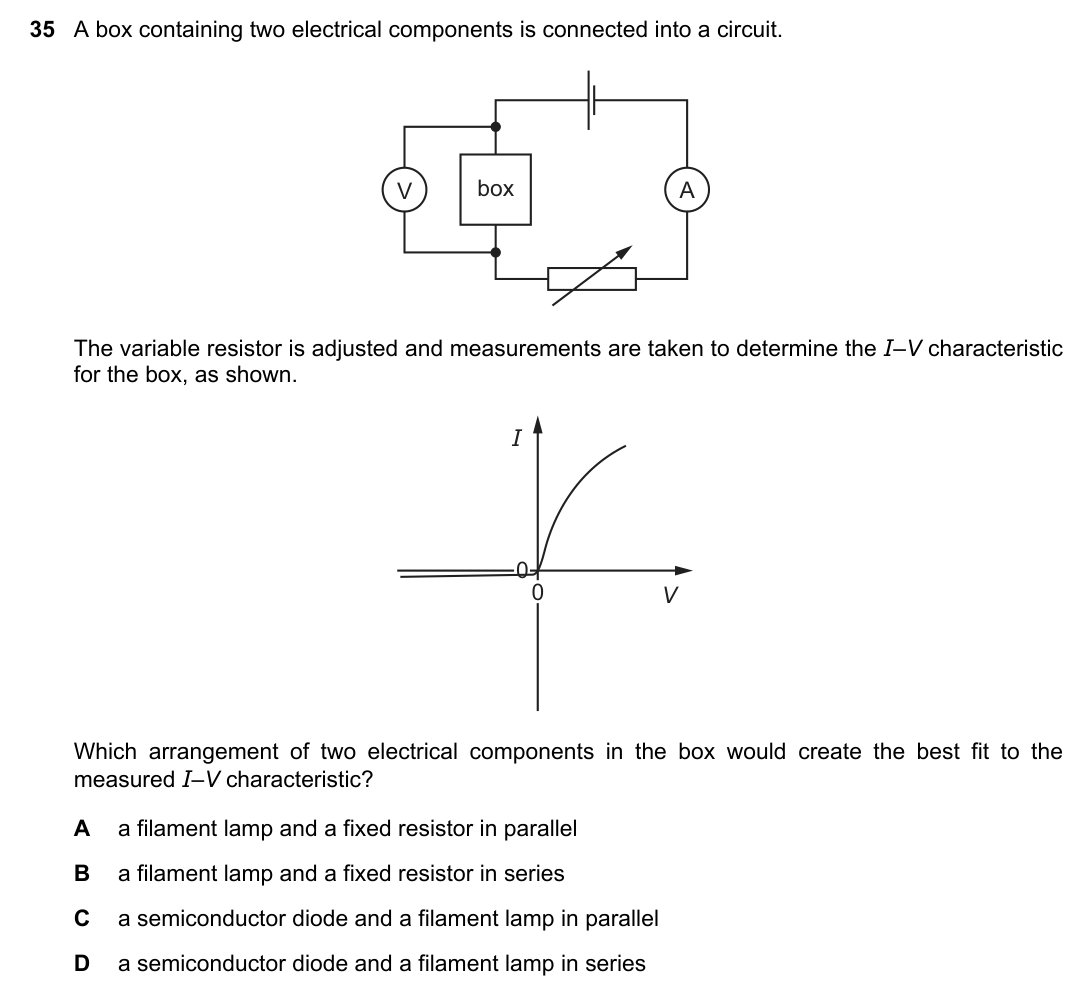 35 A box containing two electrical components is connected into a circuit.
V
box
A
The variable resistor is adjusted and measurements are taken to determine the I–V characteristic
for the box, as shown.
I
0
0
V
Which arrangement of two electrical components in the box would create the best fit to the
measured I–V characteristic?
A a filament lamp and a fixed resistor in parallel
B a filament lamp and a fixed resistor in series
C a semiconductor diode and a filament lamp in parallel
D a semiconductor diode and a filament lamp in series